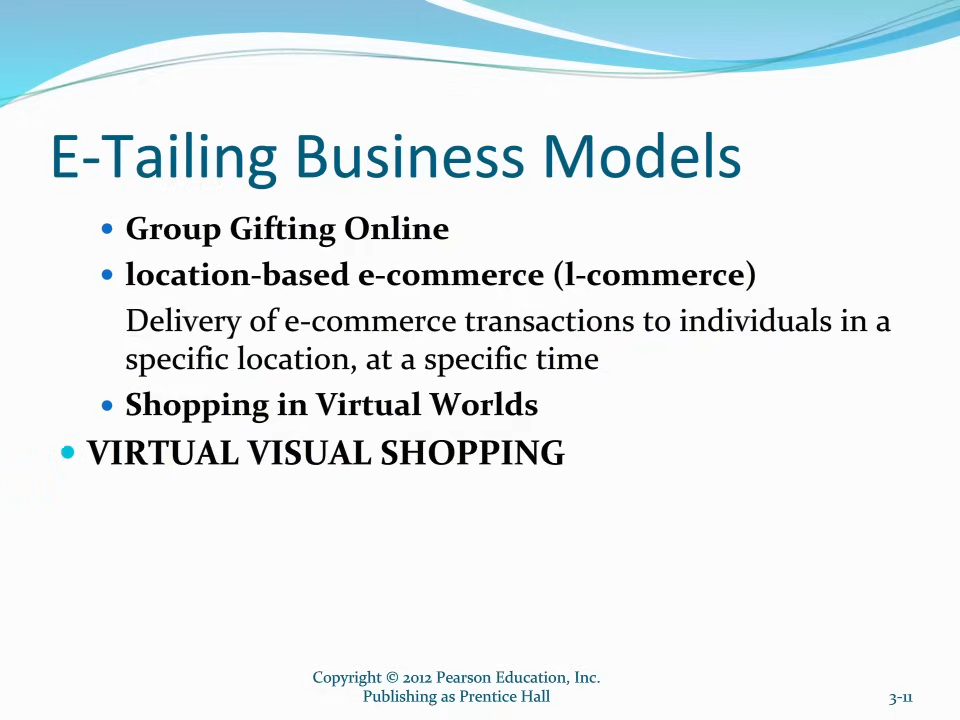 E-Tailing Business Models
• Group Gifting Online
• location-based e-commerce (l-commerce)
Delivery of e-commerce transactions to individuals in a
specific location, at a specific time
• Shopping in Virtual Worlds
• VIRTUAL VISUAL SHOPPING
Copyright © 2012 Pearson Education, Inc.
Publishing as Prentice Hall
3-11